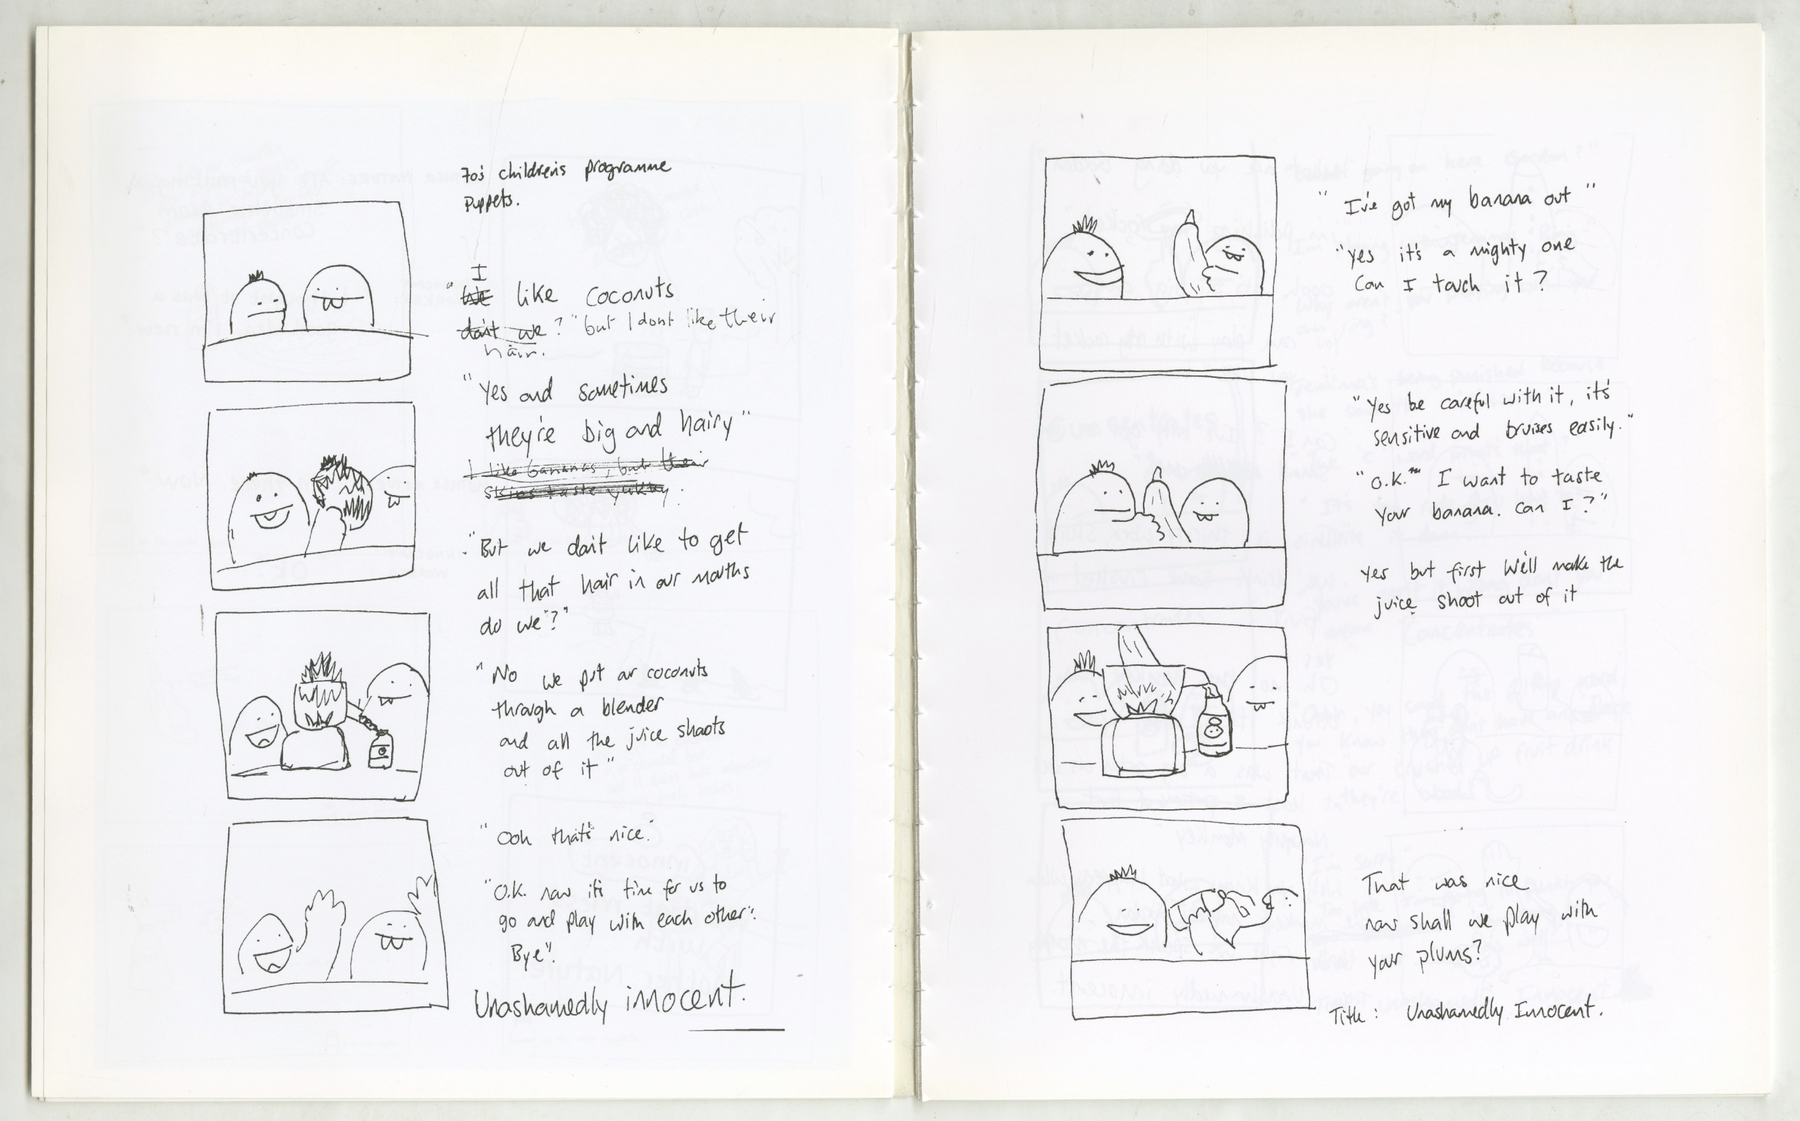 70's children's programme
Puppets.
I
"We like coconuts
don't we?" "but I dont like their
hair.
"Yes and sometimes
they're big and hairy"
I like bananas, but their
skins taste yukky.
"But we don't like to get
all that hair in our mouths
do we"?"
"No we put our coconuts
through a blender
and all the juice shoots
out of it"
"Ooh that's nice."
"O.K. now it's time for us to
go and play with each other".
Bye".
Unashamedly innocent.
"I've got my banana out"
"Yes it's a mighty one
Can I touch it?
"Yes be careful with it, it's
sensitive and bruises easily."
"O.K." I want to taste
your banana. Can I?"
Yes but first we'll make the
juice shoot out of it
That was nice
now shall we play with
your plums?
Title: Unashamedly Innocent.